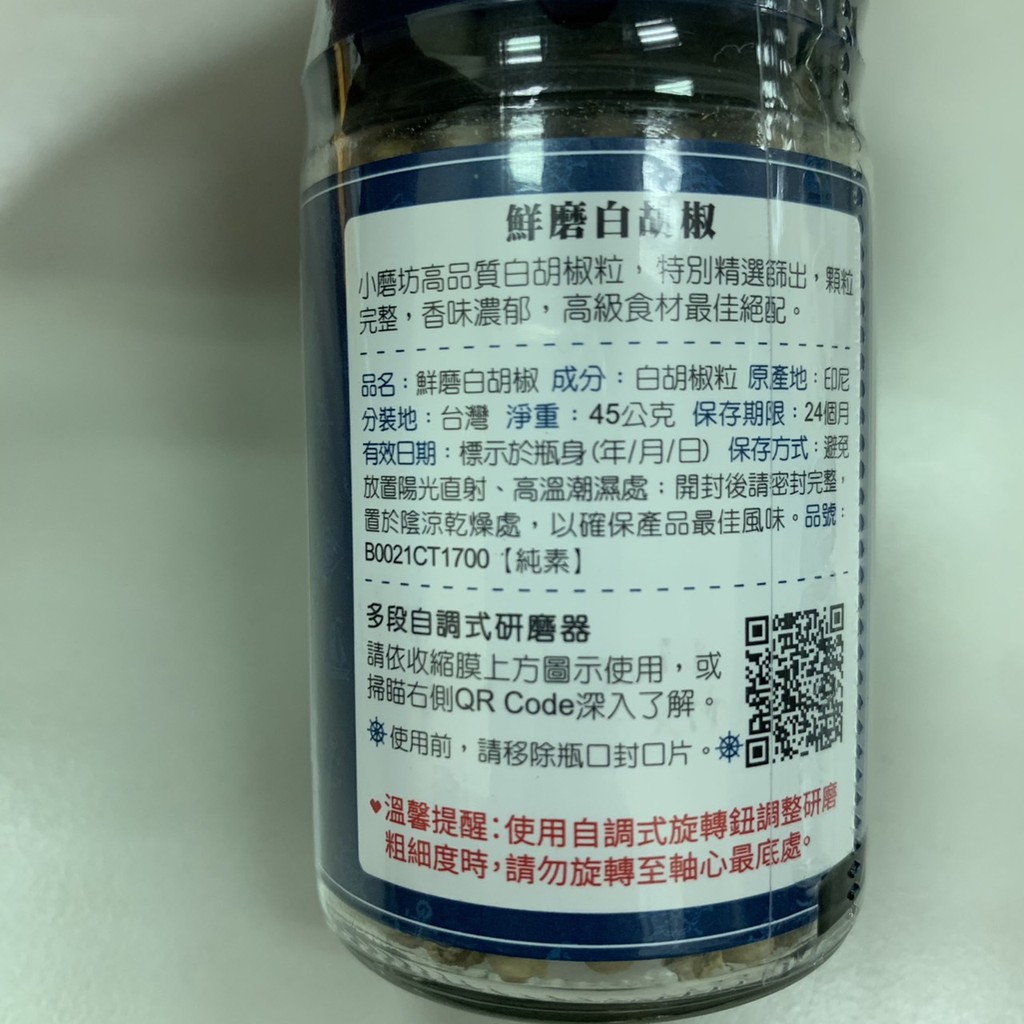 鮮磨白胡椒
小磨坊高品質白胡椒粒，特別精選篩出，顆粒
完整，香味濃郁，高級食材最佳絕配。
品名：鮮磨白胡椒 成分：白胡椒粒 原產地：印尼
分裝地：台灣 淨重：45公克 保存期限：24個月
有效日期：標示於瓶身(年/月/日) 保存方式：避免
放置陽光直射、高溫潮濕處；開封後請密封完整，
置於陰涼乾燥處，以確保產品最佳風味。品號：
B0021CT1700【純素】
多段自調式研磨器
請依收縮膜上方圖示使用，或
掃瞄右側QR Code深入了解。
使用前，請移除瓶口封口片。
♥溫馨提醒：使用自調式旋轉鈕調整研磨
粗細度時，請勿旋轉至軸心最底處。